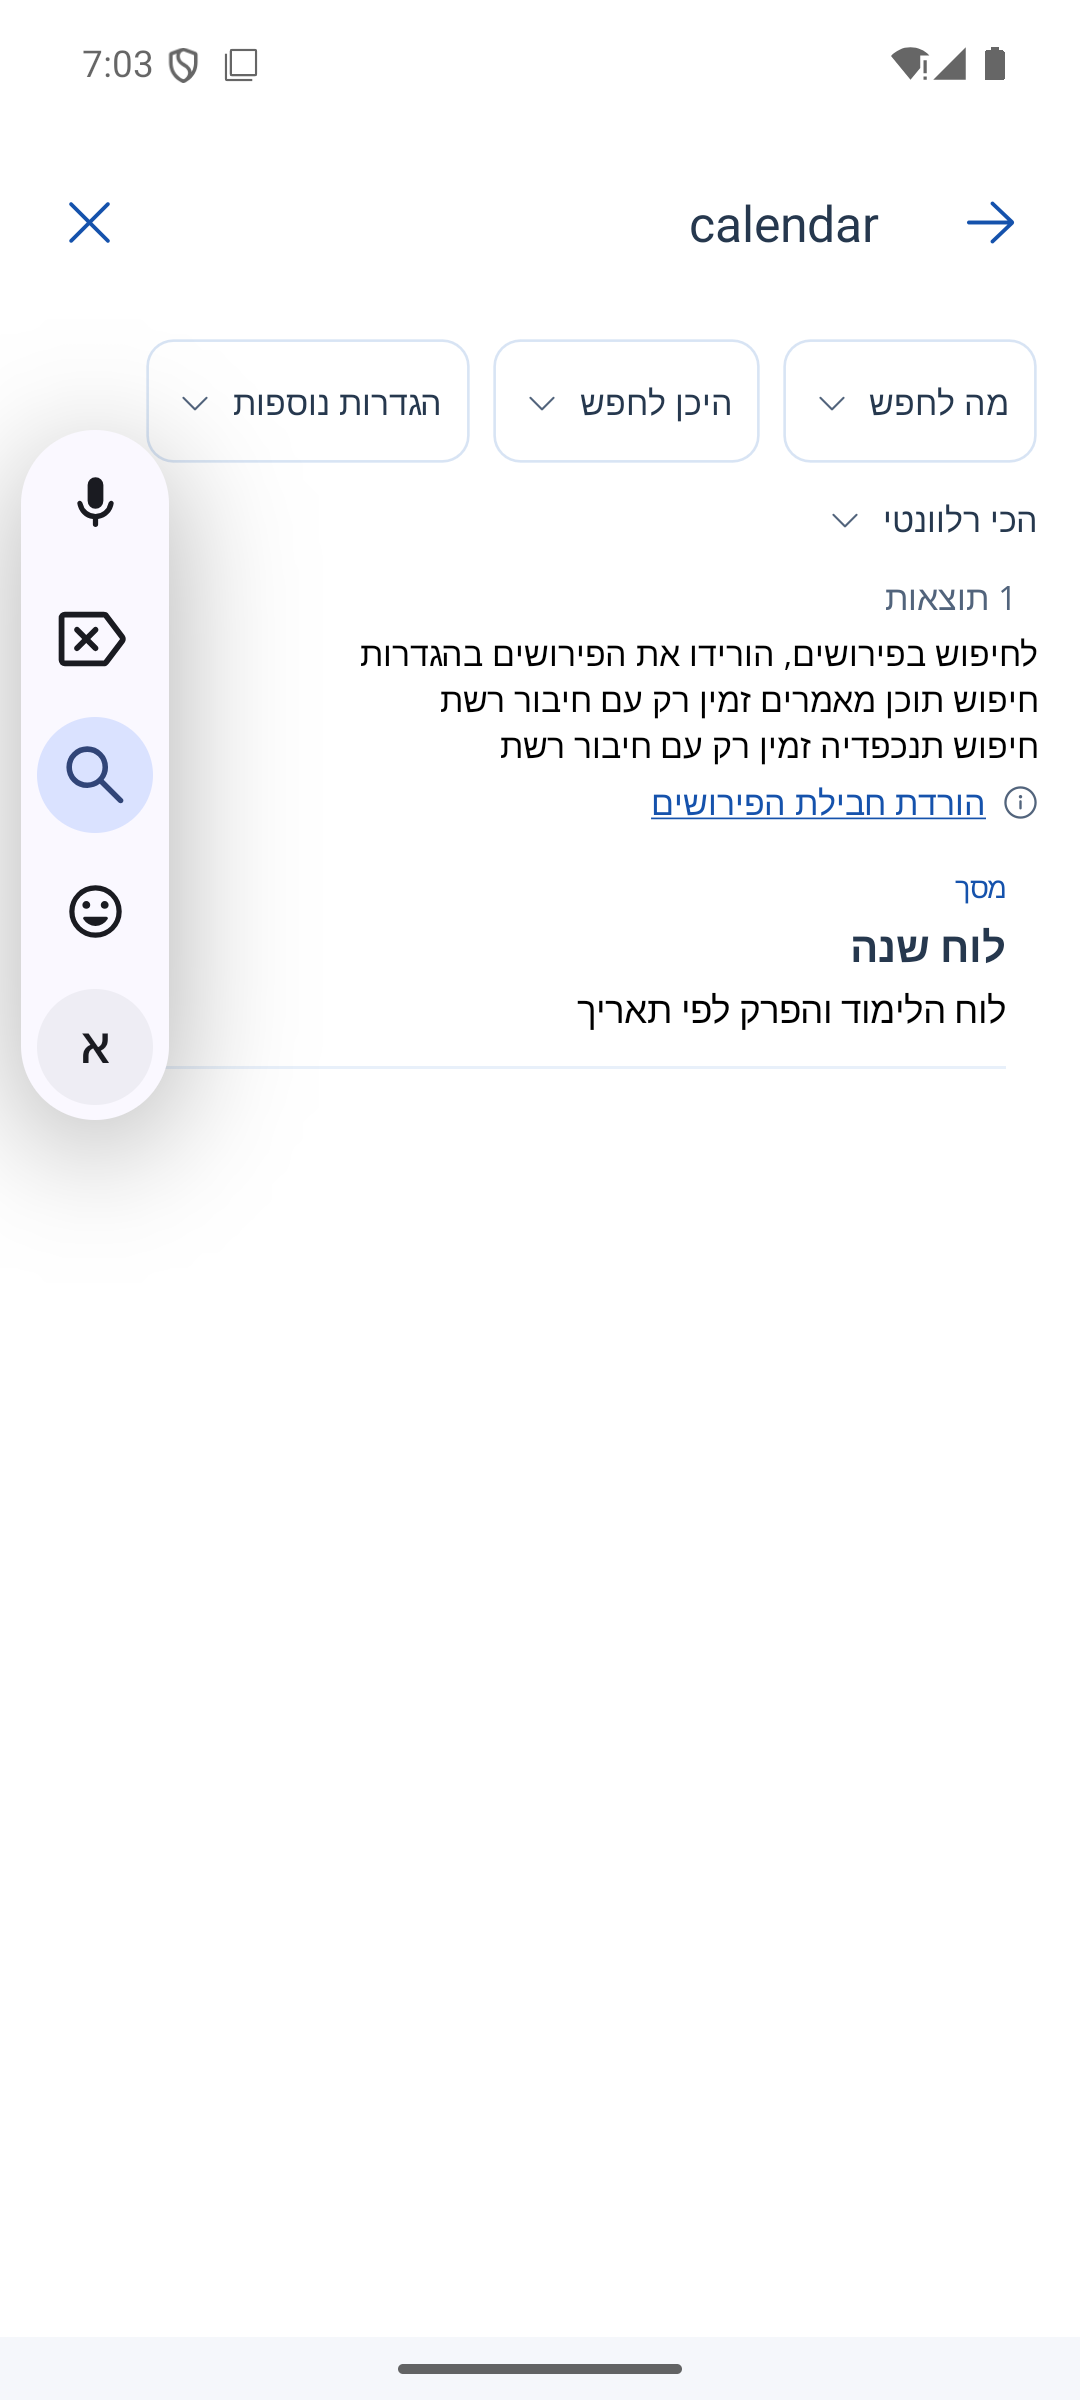 7:03
calendar
מה לחפש
היכן לחפש
הגדרות נוספות
הכי רלוונטי
1 תוצאות
לחיפוש בפירושים, הורידו את הפירושים בהגדרות
חיפוש תוכן מאמרים זמין רק עם חיבור רשת
חיפוש תנכפדיה זמין רק עם חיבור רשת
הורדת חבילת הפירושים
מסך
לוח שנה
לוח הלימוד והפרק לפי תאריך
א